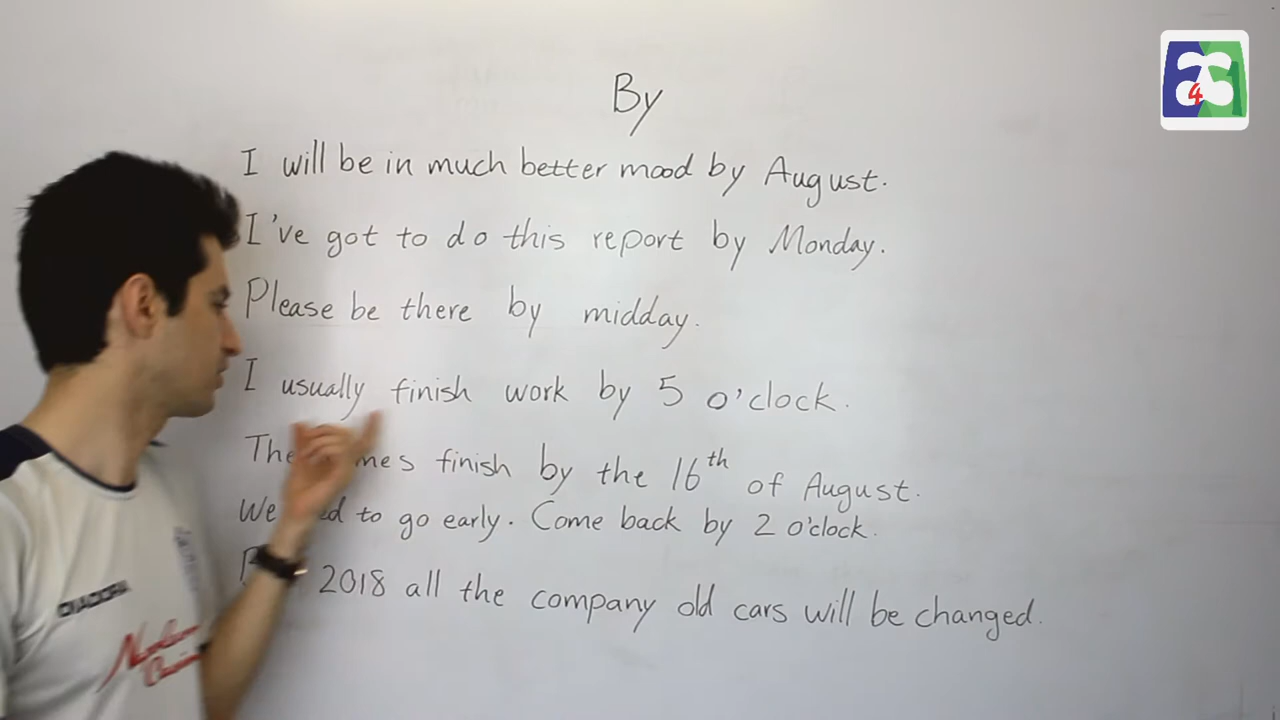 By
I will be in much better mood by August.
I've got to do this report by Monday.
Please be there by midday.
I usually finish work by 5 o'clock.
finish by the 16th of August.
We to go early. Come back by 2 o'clock.
2018 all the company old cars will be changed.
DIADORA
4